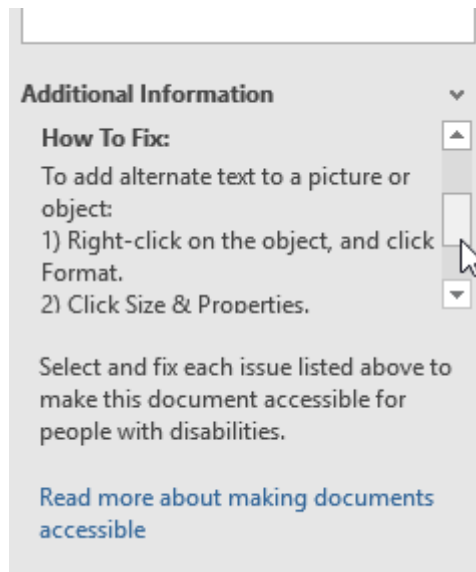 Additional Information
How To Fix:
To add alternate text to a picture or
object:
1) Right-click on the object, and click
Format.
2) Click Size & Properties.
Select and fix each issue listed above to
make this document accessible for
people with disabilities.
Read more about making documents
accessible